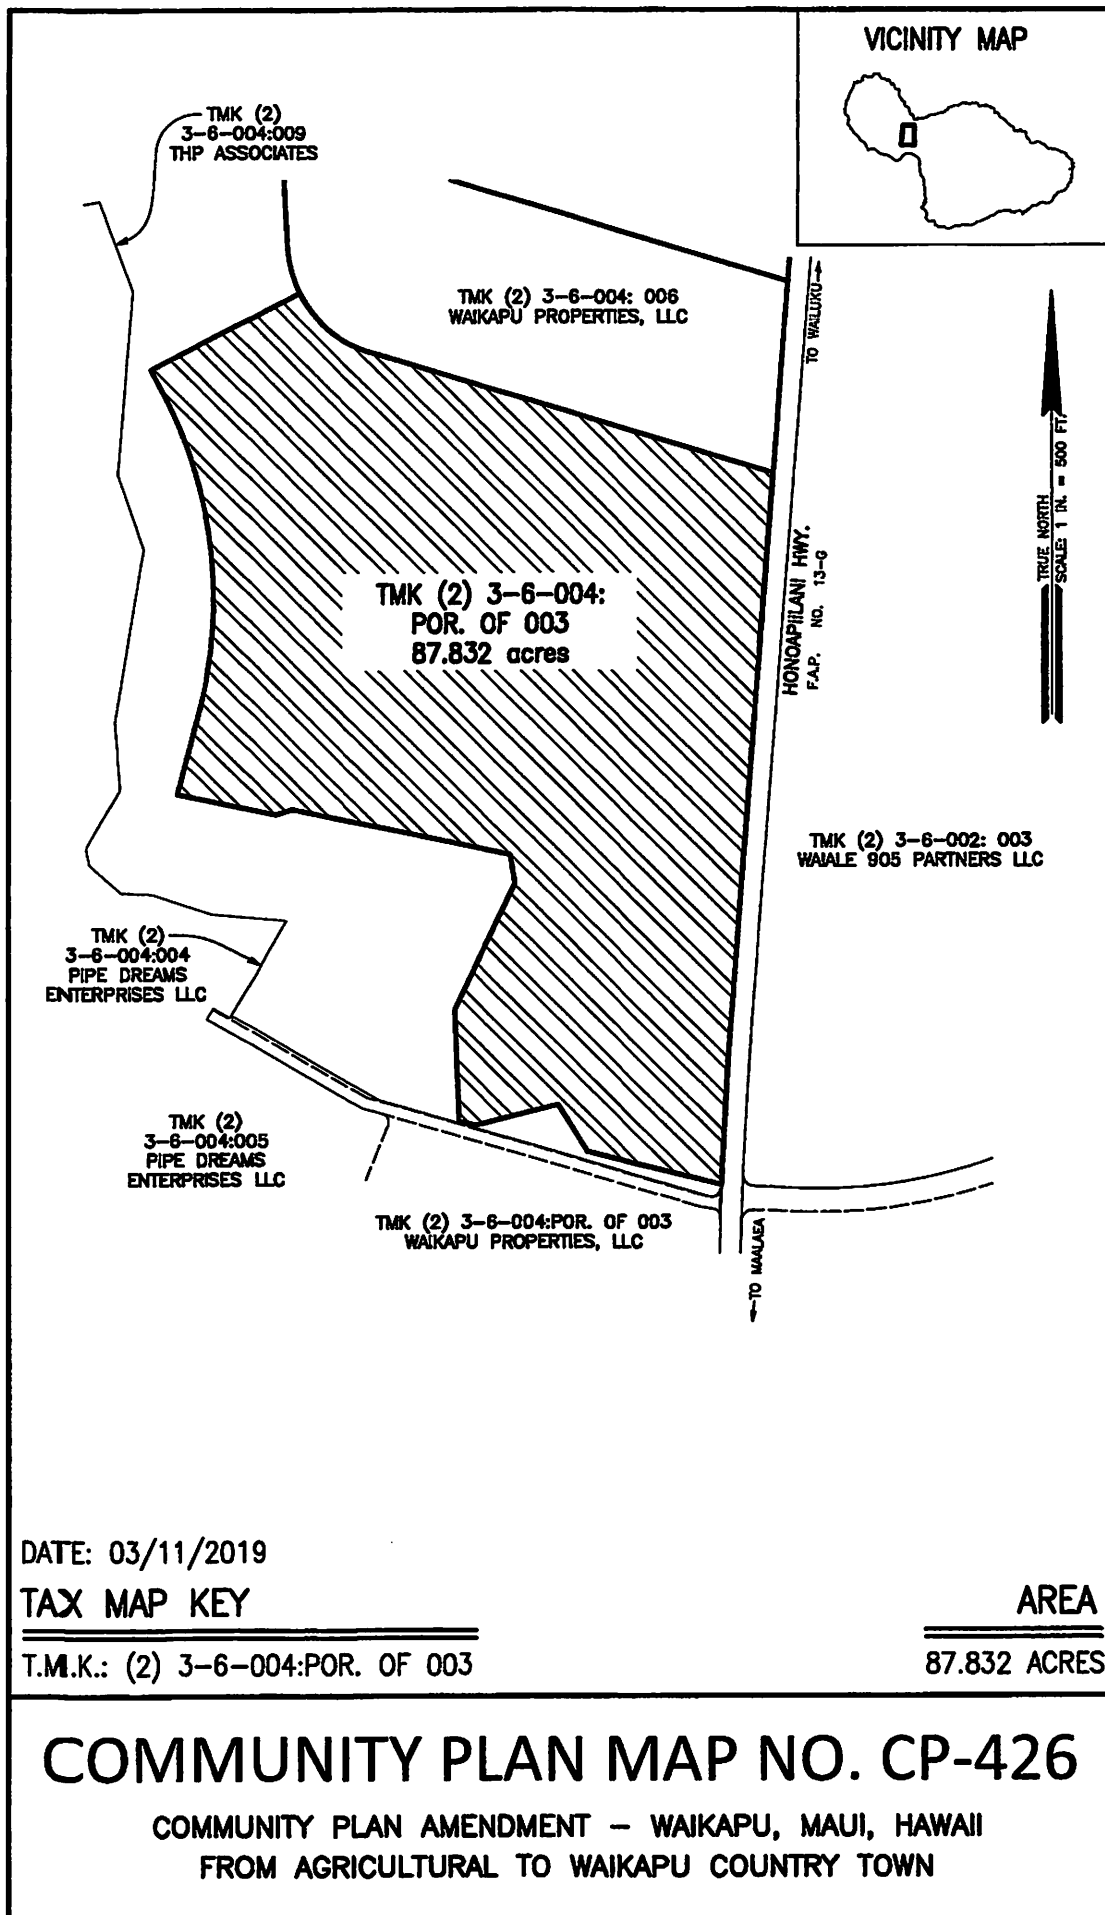 VICINITY MAP
TMK (2)
3-6-004:009
THP ASSOCIATES
TMK (2) 3-6-004: 006
WAIKAPU PROPERTIES, LLC
TO WAILUKU
TRUE NORTH
SCALE: 1 IN. = 500 FT.
HONOAPIILANI HWY.
F.A.P. NO. 13-G
TMK (2) 3-6-004:
POR. OF 003
87.832 acres
TMK (2) 3-6-002: 003
WAIALE 905 PARTNERS LLC
TMK (2)
3-6-004:004
PIPE DREAMS
ENTERPRISES LLC
TMK (2)
3-6-004:005
PIPE DREAMS
ENTERPRISES LLC
TMK (2) 3-6-004:POR. OF 003
WAIKAPU PROPERTIES, LLC
TO MAALAEA
DATE: 03/11/2019
TAX MAP KEY
AREA
T.M.K.: (2) 3-6-004:POR. OF 003
87.832 ACRES
COMMUNITY PLAN MAP NO. CP-426
COMMUNITY PLAN AMENDMENT - WAIKAPU, MAUI, HAWAII
FROM AGRICULTURAL TO WAIKAPU COUNTRY TOWN